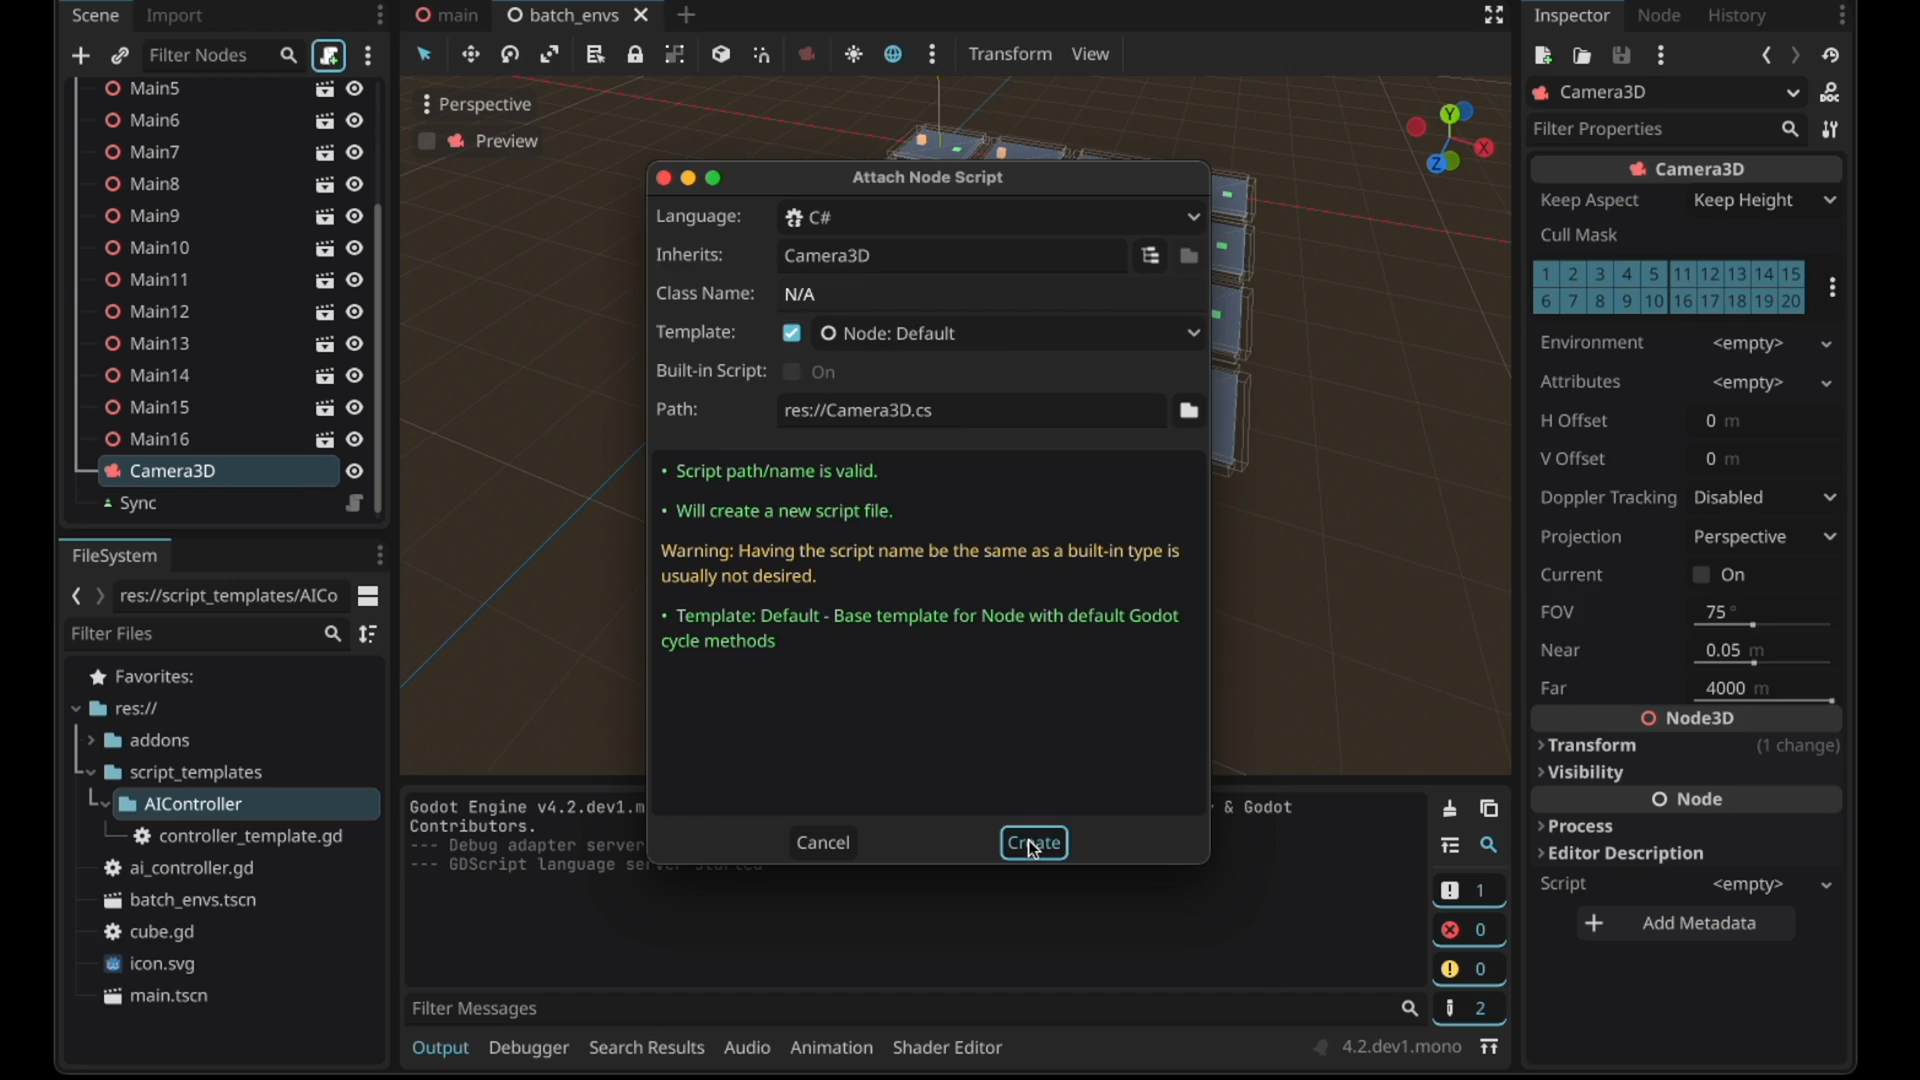 Scene
Import
Filter Nodes
Main5
Main6
Main7
Main8
Main9
Main10
Main11
Main12
Main13
Main14
Main15
Main16
Camera3D
Sync
FileSystem
res://script_templates/AICo
Filter Files
Favorites:
res://
addons
script_templates
AIController
controller_template.gd
ai_controller.gd
batch_envs.tscn
cube.gd
icon.svg
main.tscn
main
batch_envs
Transform
View
Perspective
Preview
Y
X
Z
Attach Node Script
Language:
C#
Inherits:
Camera3D
Class Name:
N/A
Template:
Node: Default
Built-in Script:
On
Path:
res://Camera3D.cs
• Script path/name is valid.
• Will create a new script file.
Warning: Having the script name be the same as a built-in type is
usually not desired.
• Template: Default - Base template for Node with default Godot
cycle methods
Cancel
Create
Godot Engine v4.2.dev1.m
& Godot
Contributors.
--- Debug adapter server
--- GDScript language server started
Filter Messages
1
0
0
2
Output
Debugger
Search Results
Audio
Animation
Shader Editor
4.2.dev1.mono
Inspector
Node
History
Camera3D
DOC
Filter Properties
Camera3D
Keep Aspect
Keep Height
Cull Mask
1 2 3 4 5 11 12 13 14 15
6 7 8 9 10 16 17 18 19 20
Environment
<empty>
Attributes
<empty>
H Offset
0 m
V Offset
0 m
Doppler Tracking
Disabled
Projection
Perspective
Current
On
FOV
75 °
Near
0.05 m
Far
4000 m
Node3D
Transform
(1 change)
Visibility
Node
Process
Editor Description
Script
<empty>
Add Metadata